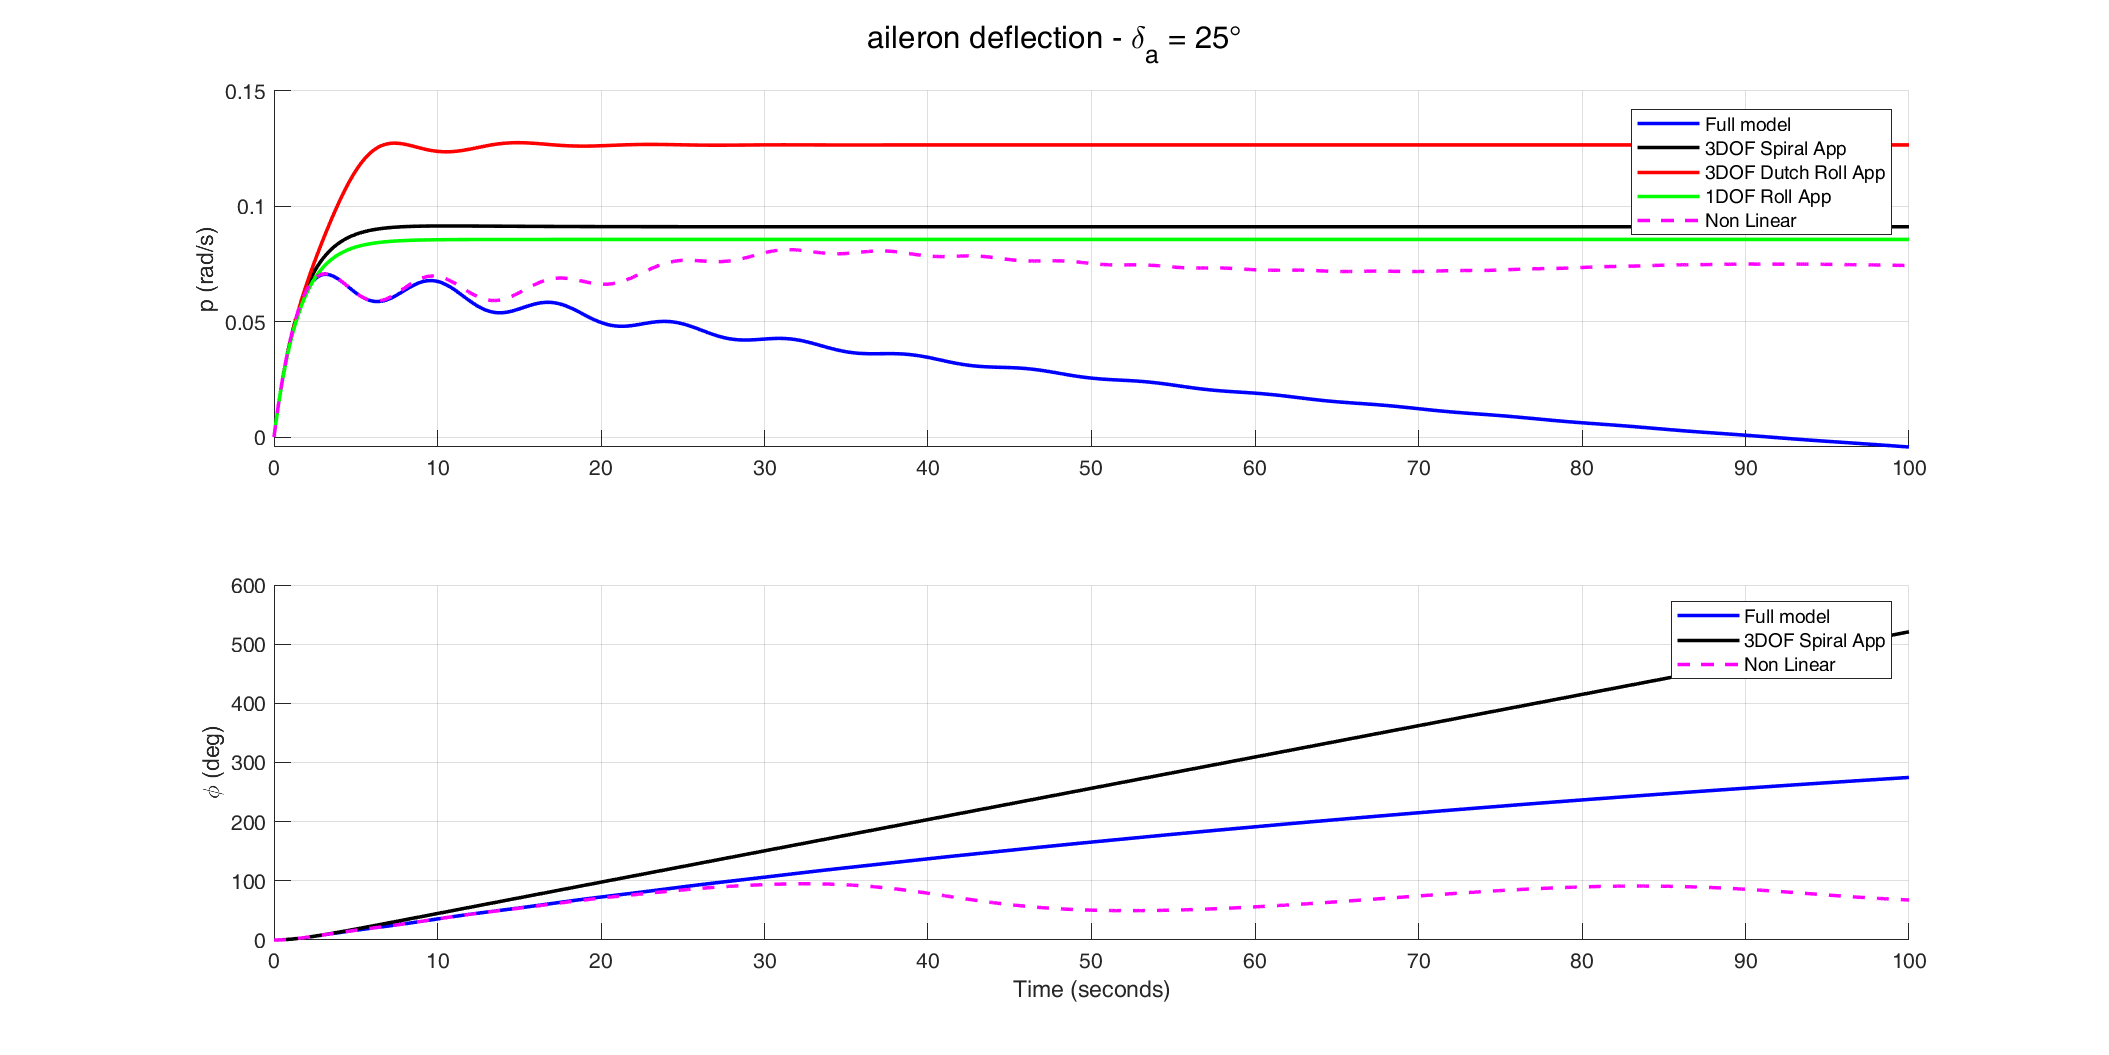 aileron deflection - δa = 25°
0.15
0.1
0.05
0
p (rad/s)
0 10 20 30 40 50 60 70 80 90 100
Full model
3DOF Spiral App
3DOF Dutch Roll App
1DOF Roll App
Non Linear
600
500
400
300
200
100
0
ϕ (deg)
0 10 20 30 40 50 60 70 80 90 100
Time (seconds)
Full model
3DOF Spiral App
Non Linear